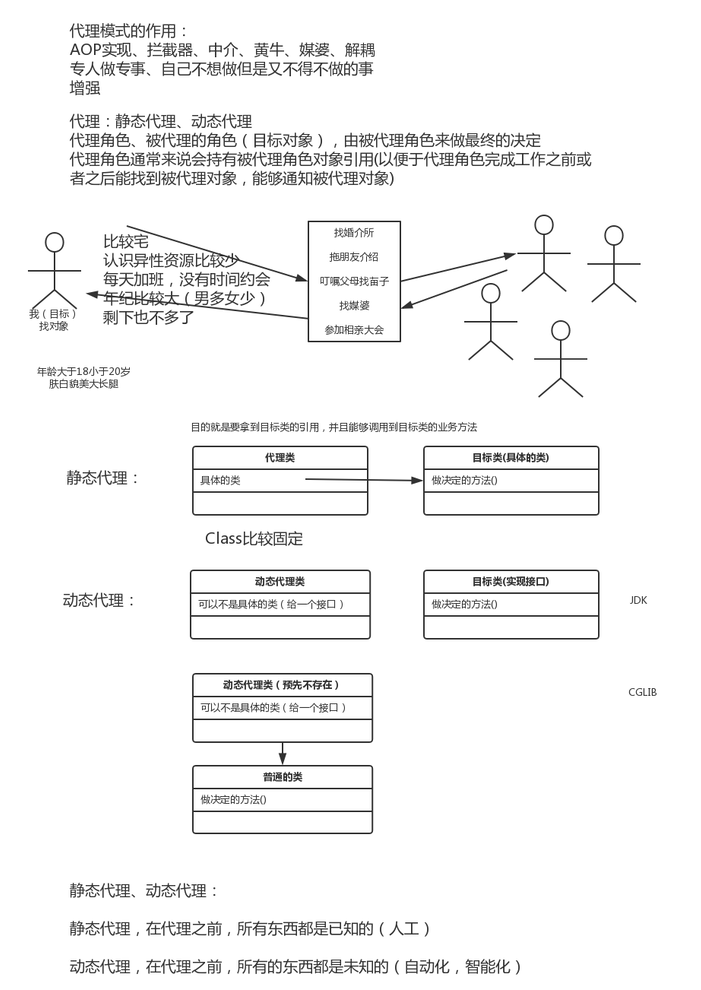 代理模式的作用：
AOP实现、拦截器、中介、黄牛、媒婆、解耦
专人做专事、自己不想做但是又不得不做的事
增强
代理：静态代理、动态代理
代理角色、被代理的角色（目标对象），由被代理角色来做最终的决定
代理角色通常来说会持有被代理角色对象引用(以便于代理角色完成工作之前或
者之后能找到被代理对象，能够通知被代理对象)
比较宅
认识异性资源比较少
每天加班，没有时间约会
年纪比较大（男多女少）
剩下也不多了
我（目标）
找对象
年龄大于18小于20岁
肤白貌美大长腿
找婚介所
拖朋友介绍
叮嘱父母找亩子
找媒婆
参加相亲大会
目的就是要拿到目标类的引用，并且能够调用到目标类的业务方法
静态代理：
代理类
具体的类
目标类(具体的类)
做决定的方法()
Class比较固定
动态代理：
动态代理类
可以不是具体的类（给一个接口）
目标类(实现接口)
做决定的方法()
JDK
动态代理类（预先不存在）
可以不是具体的类（给一个接口）
CGLIB
普通的类
做决定的方法()
静态代理、动态代理：
静态代理，在代理之前，所有东西都是已知的（人工）
动态代理，在代理之前，所有的东西都是未知的（自动化，智能化）